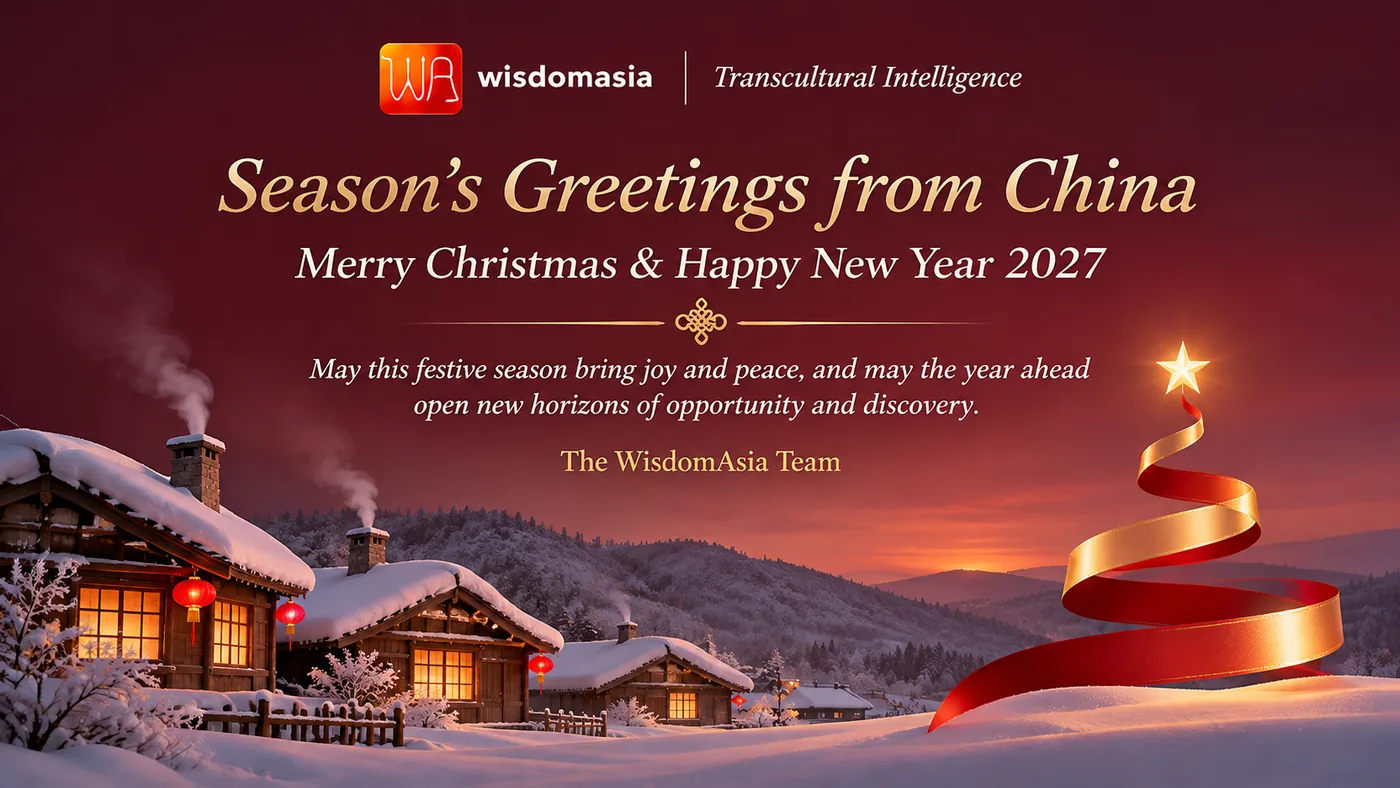 WA wisdomasia | Transcultural Intelligence
Season's Greetings from China
Merry Christmas & Happy New Year 2027
May this festive season bring joy and peace, and may the year ahead
open new horizons of opportunity and discovery.
The WisdomAsia Team